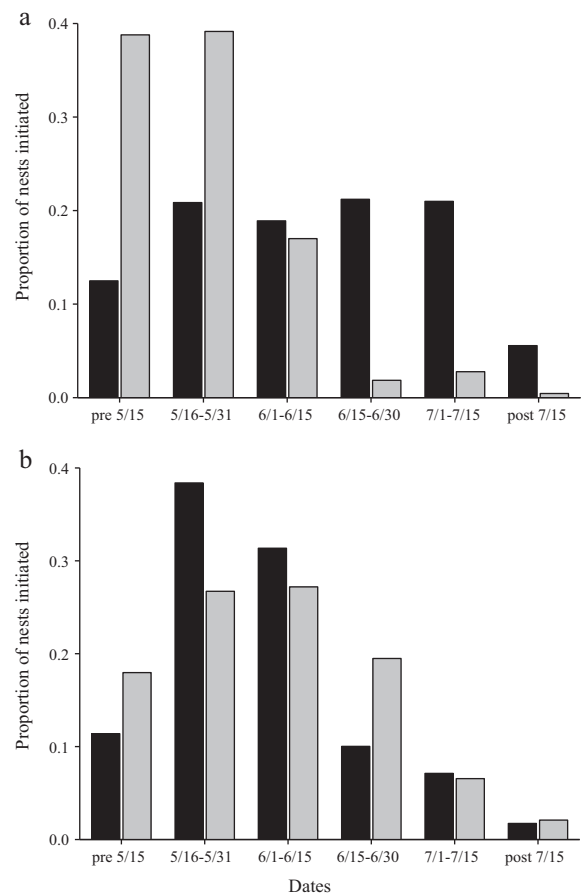 a
Proportion of nests initiated
0.4
0.3
0.2
0.1
0.0
pre 5/15 5/16-5/31 6/1-6/15 6/15-6/30 7/1-7/15 post 7/15
b
Proportion of nests initiated
0.4
0.3
0.2
0.1
0.0
pre 5/15 5/16-5/31 6/1-6/15 6/15-6/30 7/1-7/15 post 7/15
Dates